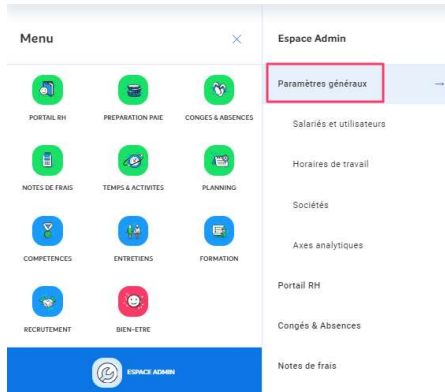 Menu
PORTAIL RH
PREPARATION PAIE
CONGES & ABSENCES
NOTES DE FRAIS
TEMPS & ACTIVITES
PLANNING
COMPETENCES
ENTRETIENS
FORMATION
RECRUTEMENT
BIEN-ETRE
ESPACE ADMIN
Espace Admin
Paramètres généraux
Salariés et utilisateurs
Horaires de travail
Sociétés
Axes analytiques
Portail RH
Congés & Absences
Notes de frais